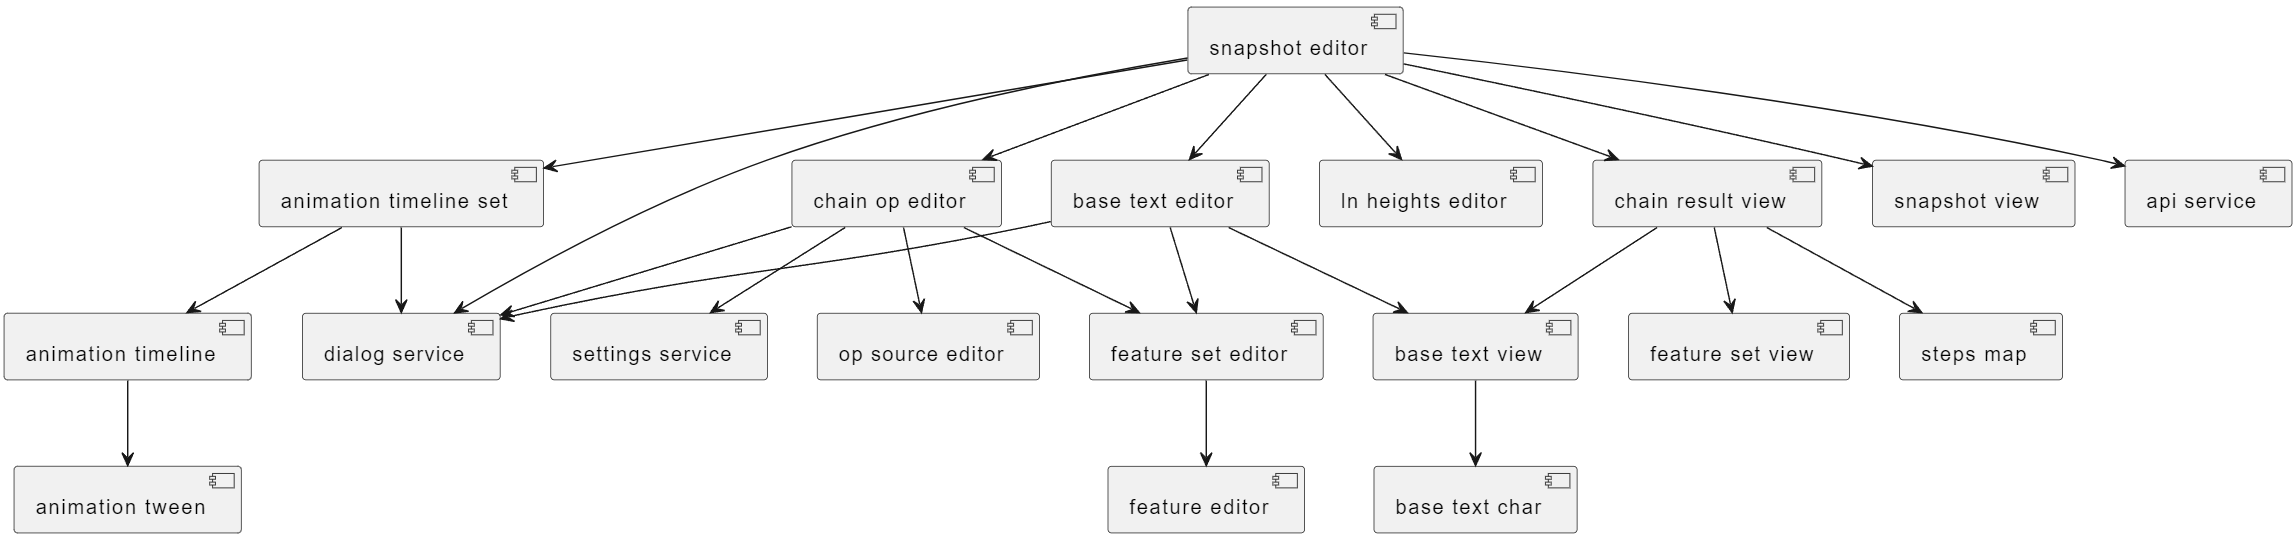 snapshot editor
animation timeline set
chain op editor
base text editor
ln heights editor
chain result view
snapshot view
api service
animation timeline
dialog service
settings service
op source editor
feature set editor
base text view
feature set view
steps map
animation tween
feature editor
base text char